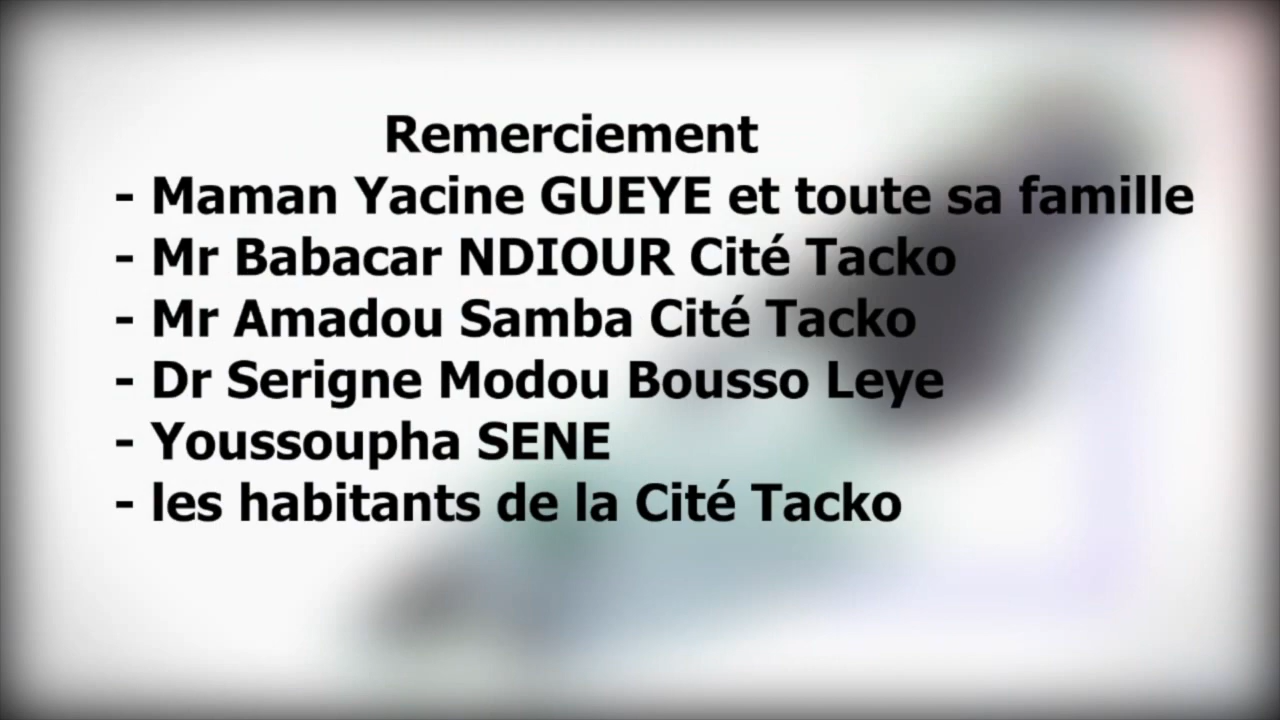 Remerciement
- Maman Yacine GUEYE et toute sa famille
- Mr Babacar NDIOUR Cité Tacko
- Mr Amadou Samba Cité Tacko
- Dr Serigne Modou Bousso Leye
- Youssoupha SENE
- les habitants de la Cité Tacko